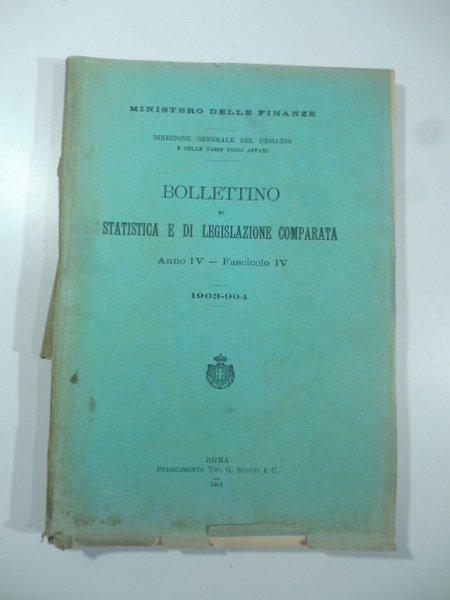 MINISTERO DELLE FINANZE
DIREZIONE GENERALE DEL DEMANIO
E DELLE TASSE SUGLI AFFARI
BOLLETTINO
DI
STATISTICA E DI LEGISLAZIONE COMPARATA
Anno IV — Fascicolo IV
1903-904
ROMA
STABILIMENTO TIP. G. SCOTTI E C.
1904